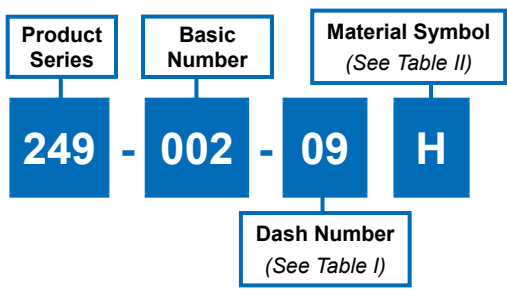 Product
Series
Basic
Number
Material Symbol
(See Table II)
249 - 002 - 09 H
Dash Number
(See Table I)